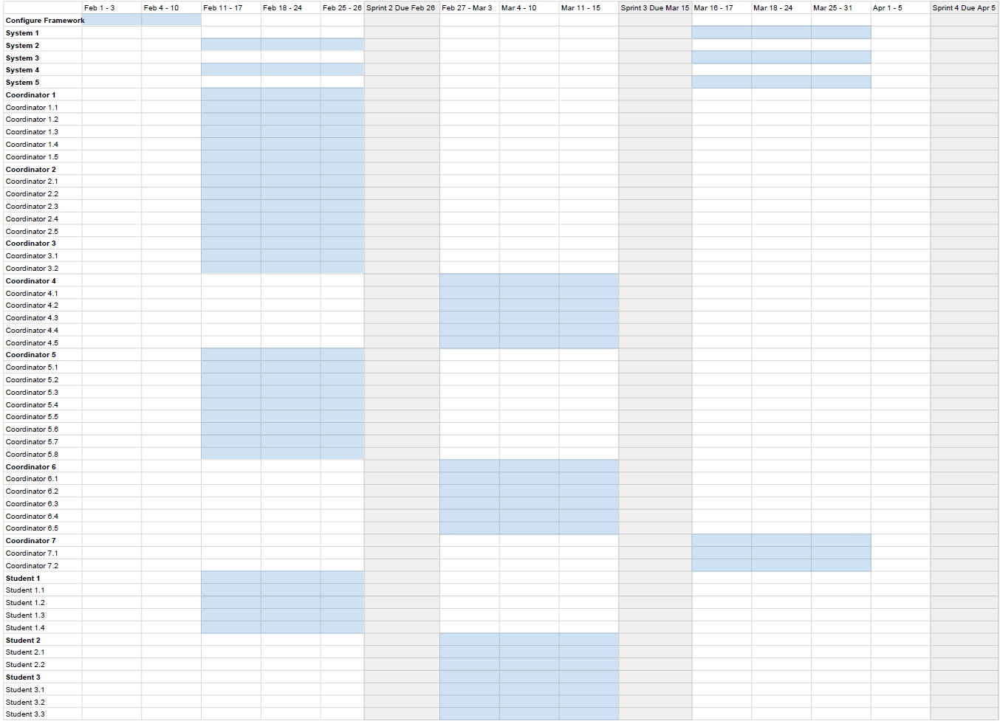 Feb 1 - 3 Feb 4 - 10 Feb 11 - 17 Feb 18 - 24 Feb 25 - 26 Sprint 2 Due Feb 26 Feb 27 - Mar 3 Mar 4 - 10 Mar 11 - 15 Sprint 3 Due Mar 15 Mar 16 - 17 Mar 18 - 24 Mar 25 - 31 Apr 1 - 5 Sprint 4 Due Apr 5
Configure Framework
System 1
System 2
System 3
System 4
System 5
Coordinator 1
Coordinator 1.1
Coordinator 1.2
Coordinator 1.3
Coordinator 1.4
Coordinator 1.5
Coordinator 2
Coordinator 2.1
Coordinator 2.2
Coordinator 2.3
Coordinator 2.4
Coordinator 2.5
Coordinator 3
Coordinator 3.1
Coordinator 3.2
Coordinator 4
Coordinator 4.1
Coordinator 4.2
Coordinator 4.3
Coordinator 4.4
Coordinator 4.5
Coordinator 5
Coordinator 5.1
Coordinator 5.2
Coordinator 5.3
Coordinator 5.4
Coordinator 5.5
Coordinator 5.6
Coordinator 5.7
Coordinator 5.8
Coordinator 6
Coordinator 6.1
Coordinator 6.2
Coordinator 6.3
Coordinator 6.4
Coordinator 6.5
Coordinator 7
Coordinator 7.1
Coordinator 7.2
Student 1
Student 1.1
Student 1.2
Student 1.3
Student 1.4
Student 2
Student 2.1
Student 2.2
Student 3
Student 3.1
Student 3.2
Student 3.3